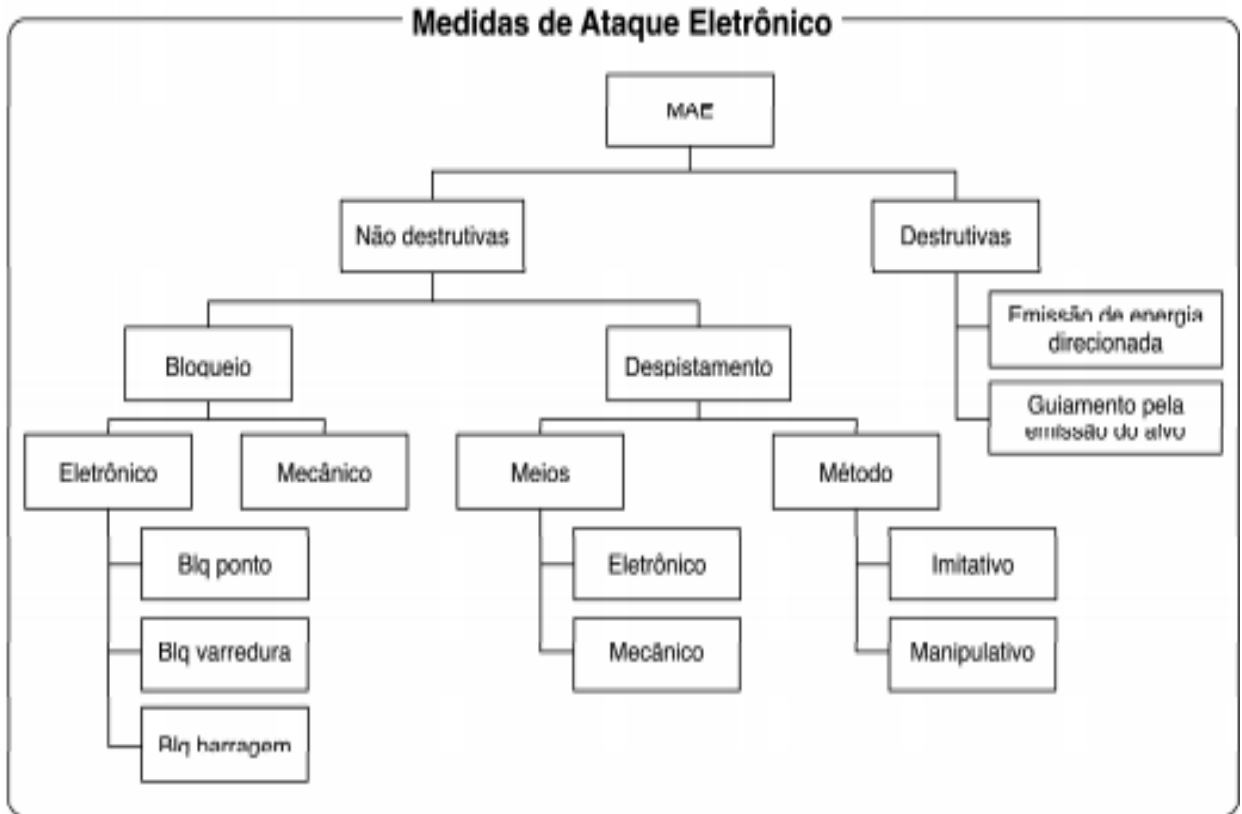 Medidas de Ataque Eletrônico
MAE
Não destrutivas
Destrutivas
Emissão de energia
direcionada
Guiamento pela
emissão do alvo
Bloqueio
Despistamento
Eletrônico
Mecânico
Meios
Método
Blq ponto
Blq varredura
Blq barragem
Eletrônico
Mecânico
Imitativo
Manipulativo